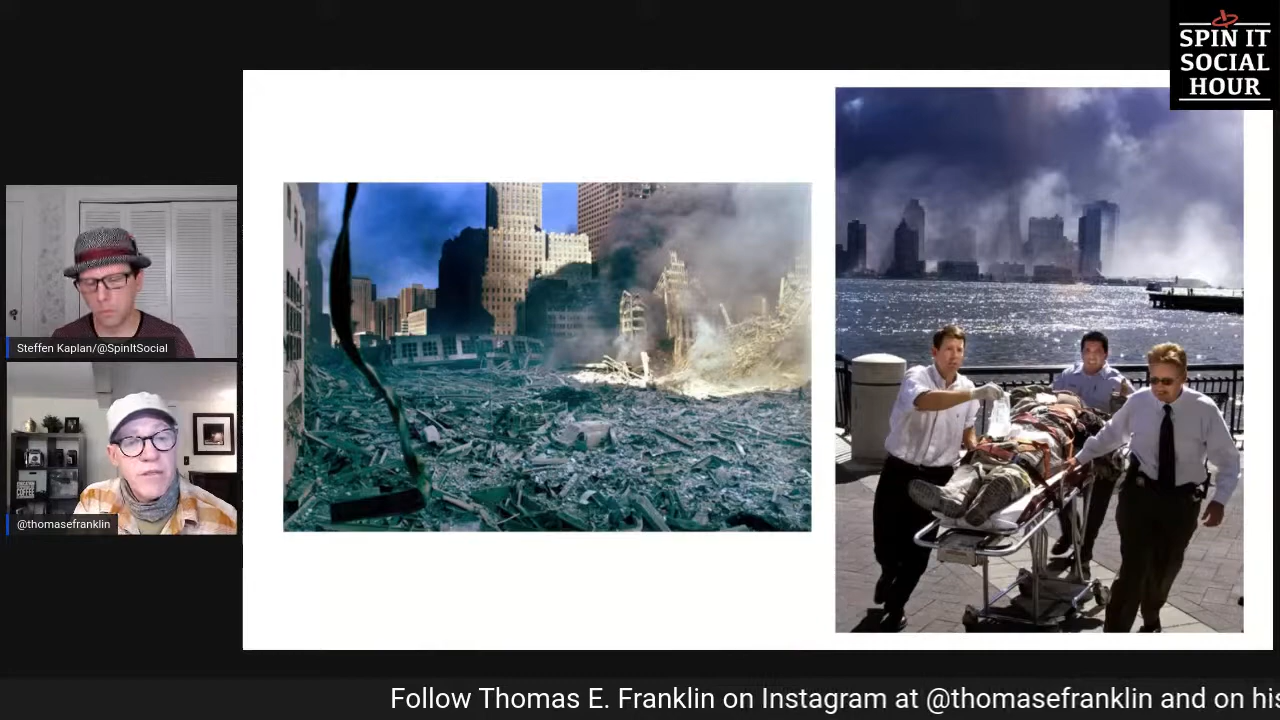 SPIN IT
SOCIAL
HOUR
Steffen Kaplan/@SpinItSocial
@thomasefranklin
Follow Thomas E. Franklin on Instagram at @thomasefranklin and on his